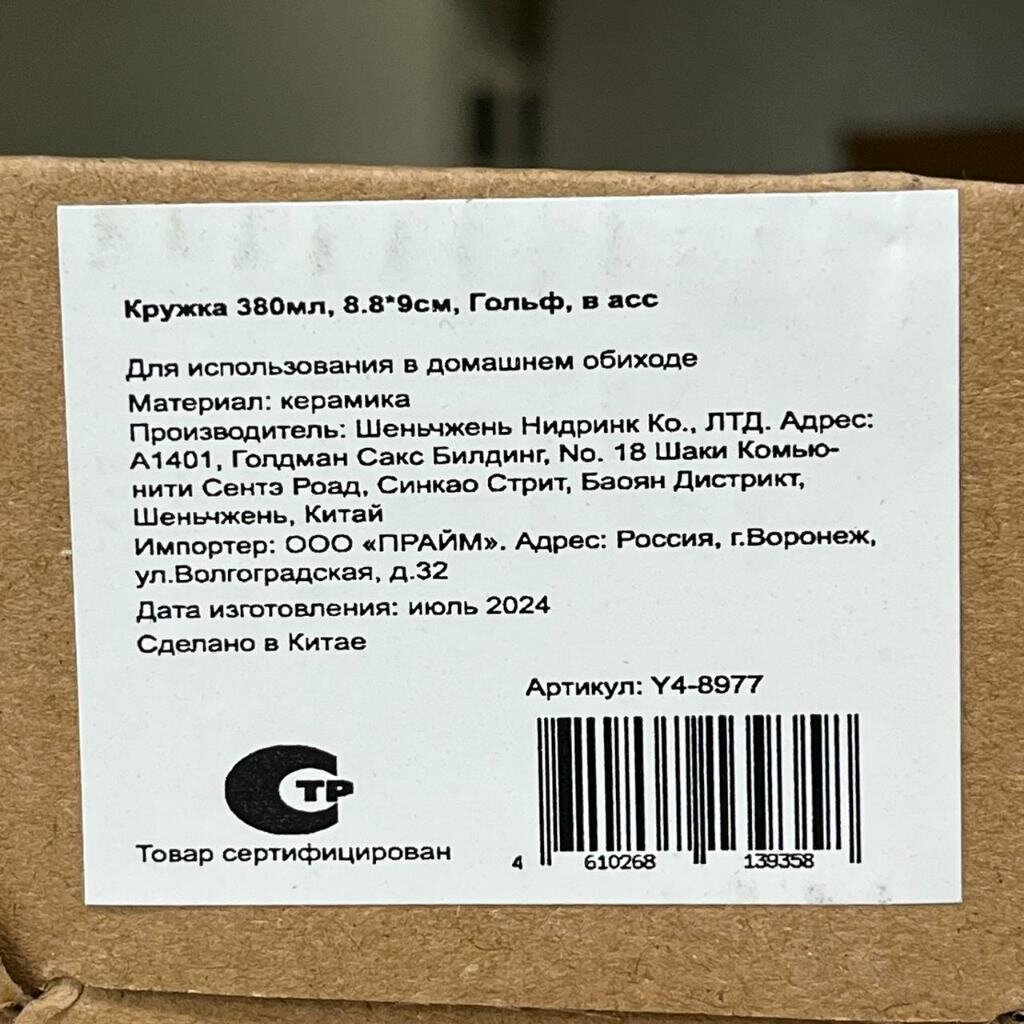 Кружка 380мл, 8.8*9см, Гольф, в асс
Для использования в домашнем обиходе
Материал: керамика
Производитель: Шеньчжень Нидринк Ко., ЛТД. Адрес:
А1401, Голдман Сакс Билдинг, No. 18 Шаки Комью-
нити Сентэ Роад, Синкао Стрит, Баоян Дистрикт,
Шеньчжень, Китай
Импортер: ООО «ПРАЙМ». Адрес: Россия, г.Воронеж,
ул.Волгоградская, д.32
Дата изготовления: июль 2024
Сделано в Китае
Артикул: Y4-8977
СТР
Товар сертифицирован
4 610268 139358